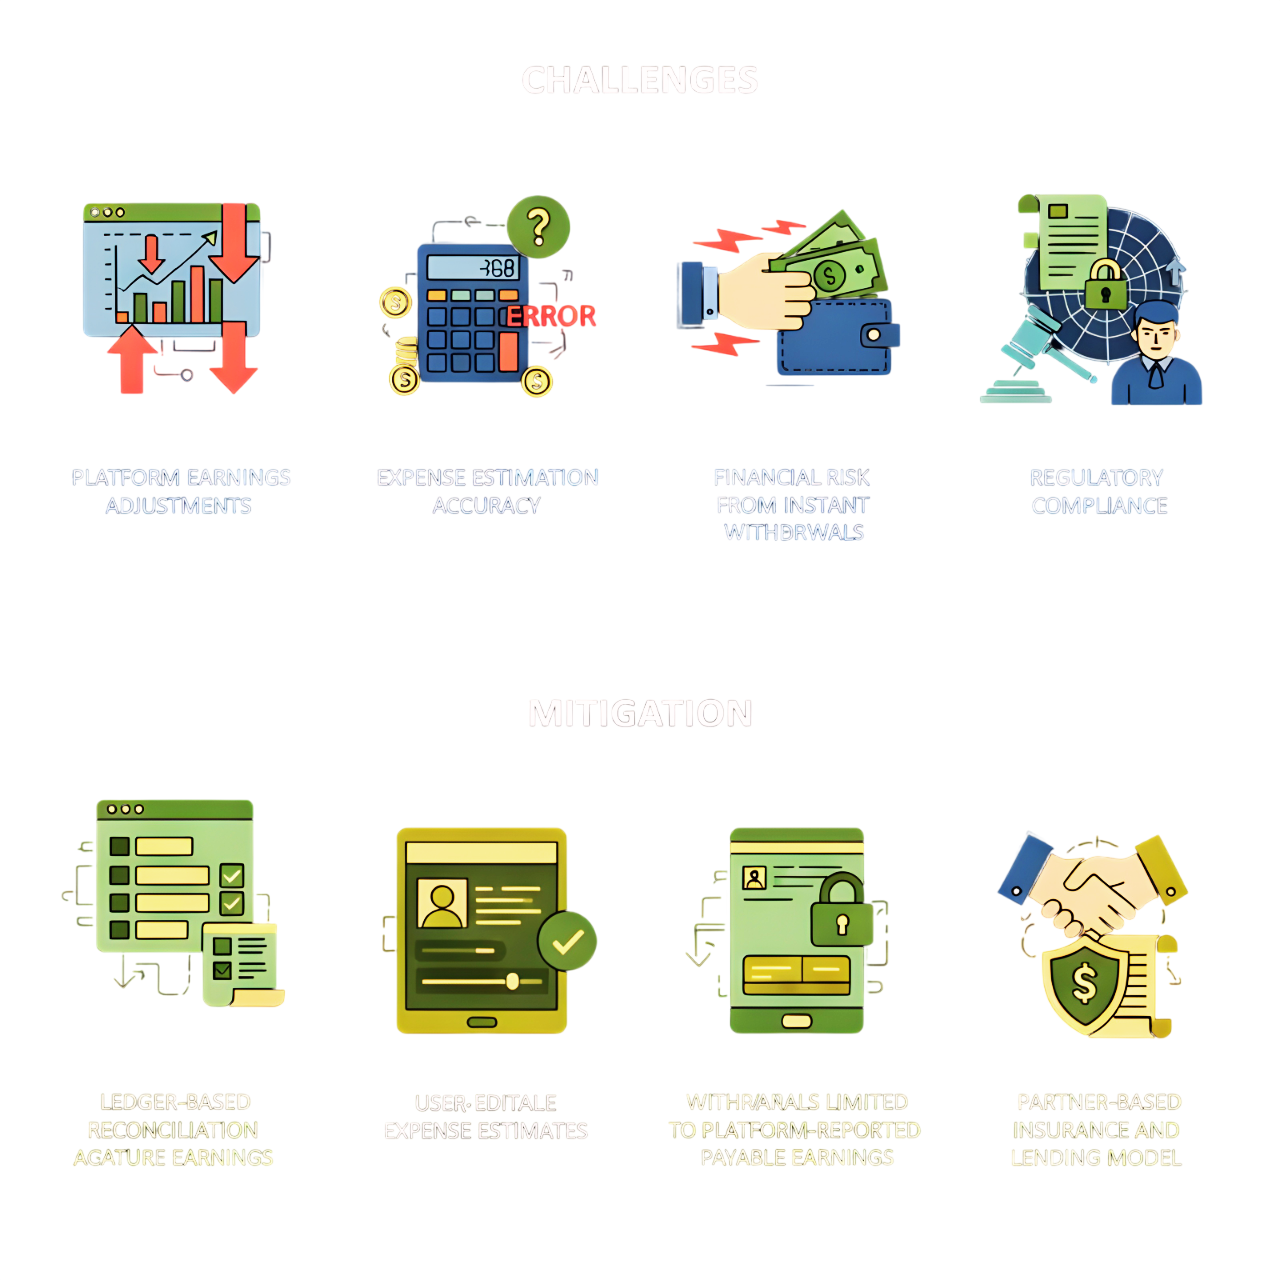 CHALLENGES
368
ERROR
PLATFORM EARNINGS
ADJUSTMENTS
EXPENSE ESTIMATION
ACCURACY
FINANCIAL RISK
FROM INSTANT
WITHDRWALS
REGULATORY
COMPLIANCE
MITIGATION
LEDGER-BASED
RECONCILIATION
AGATURE EARNINGS
USER-EDITALE
EXPENSE ESTIMATES
WITHR/ARALS LIMITED
TO PLATFORM-REPORTED
PAYABLE EARNINGS
PARTNER-BASED
INSURANCE AND
LENDING MODEL